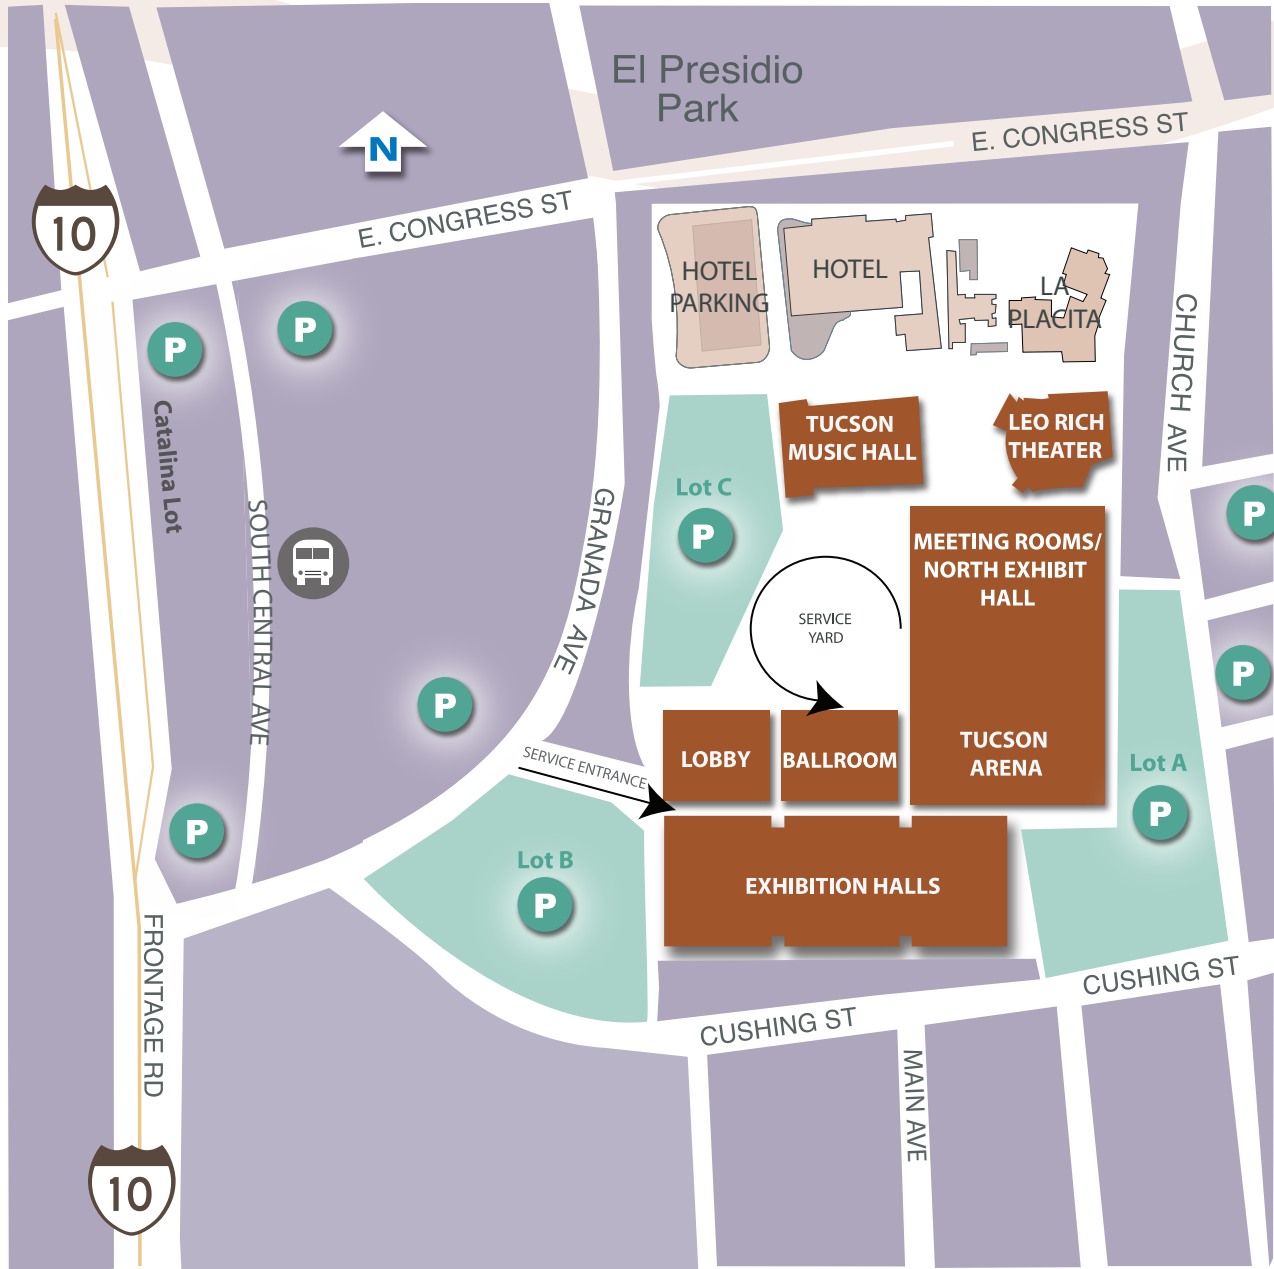 El Presidio
Park
E. CONGRESS ST
N
E. CONGRESS ST
10
HOTEL
PARKING
HOTEL
LA
PLACITA
CHURCH AVE
P
P
Catalina Lot
TUCSON
MUSIC HALL
LEO RICH
THEATER
Lot C
P
SOUTH CENTRAL AVE
GRANADA AVE
P
MEETING ROOMS/
NORTH EXHIBIT
HALL
SERVICE
YARD
P
P
SERVICE ENTRANCE
LOBBY
BALLROOM
TUCSON
ARENA
Lot A
P
P
Lot B
P
EXHIBITION HALLS
FRONTAGE RD
CUSHING ST
CUSHING ST
MAIN AVE
10